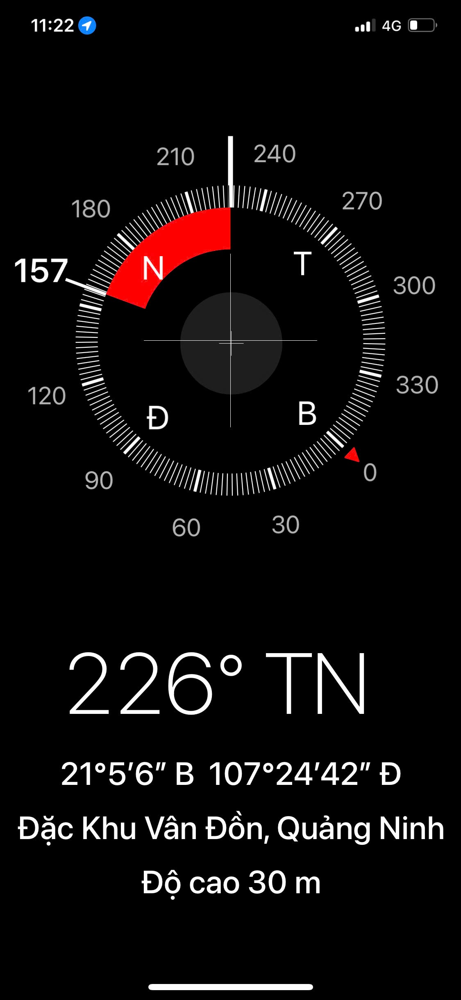 11:22 4G
210 240
180 270
157 N T 300
120 330
Đ B
90 0
60 30
226° TN
21°5′6″ B 107°24′42″ Đ
Đặc Khu Vân Đồn, Quảng Ninh
Độ cao 30 m